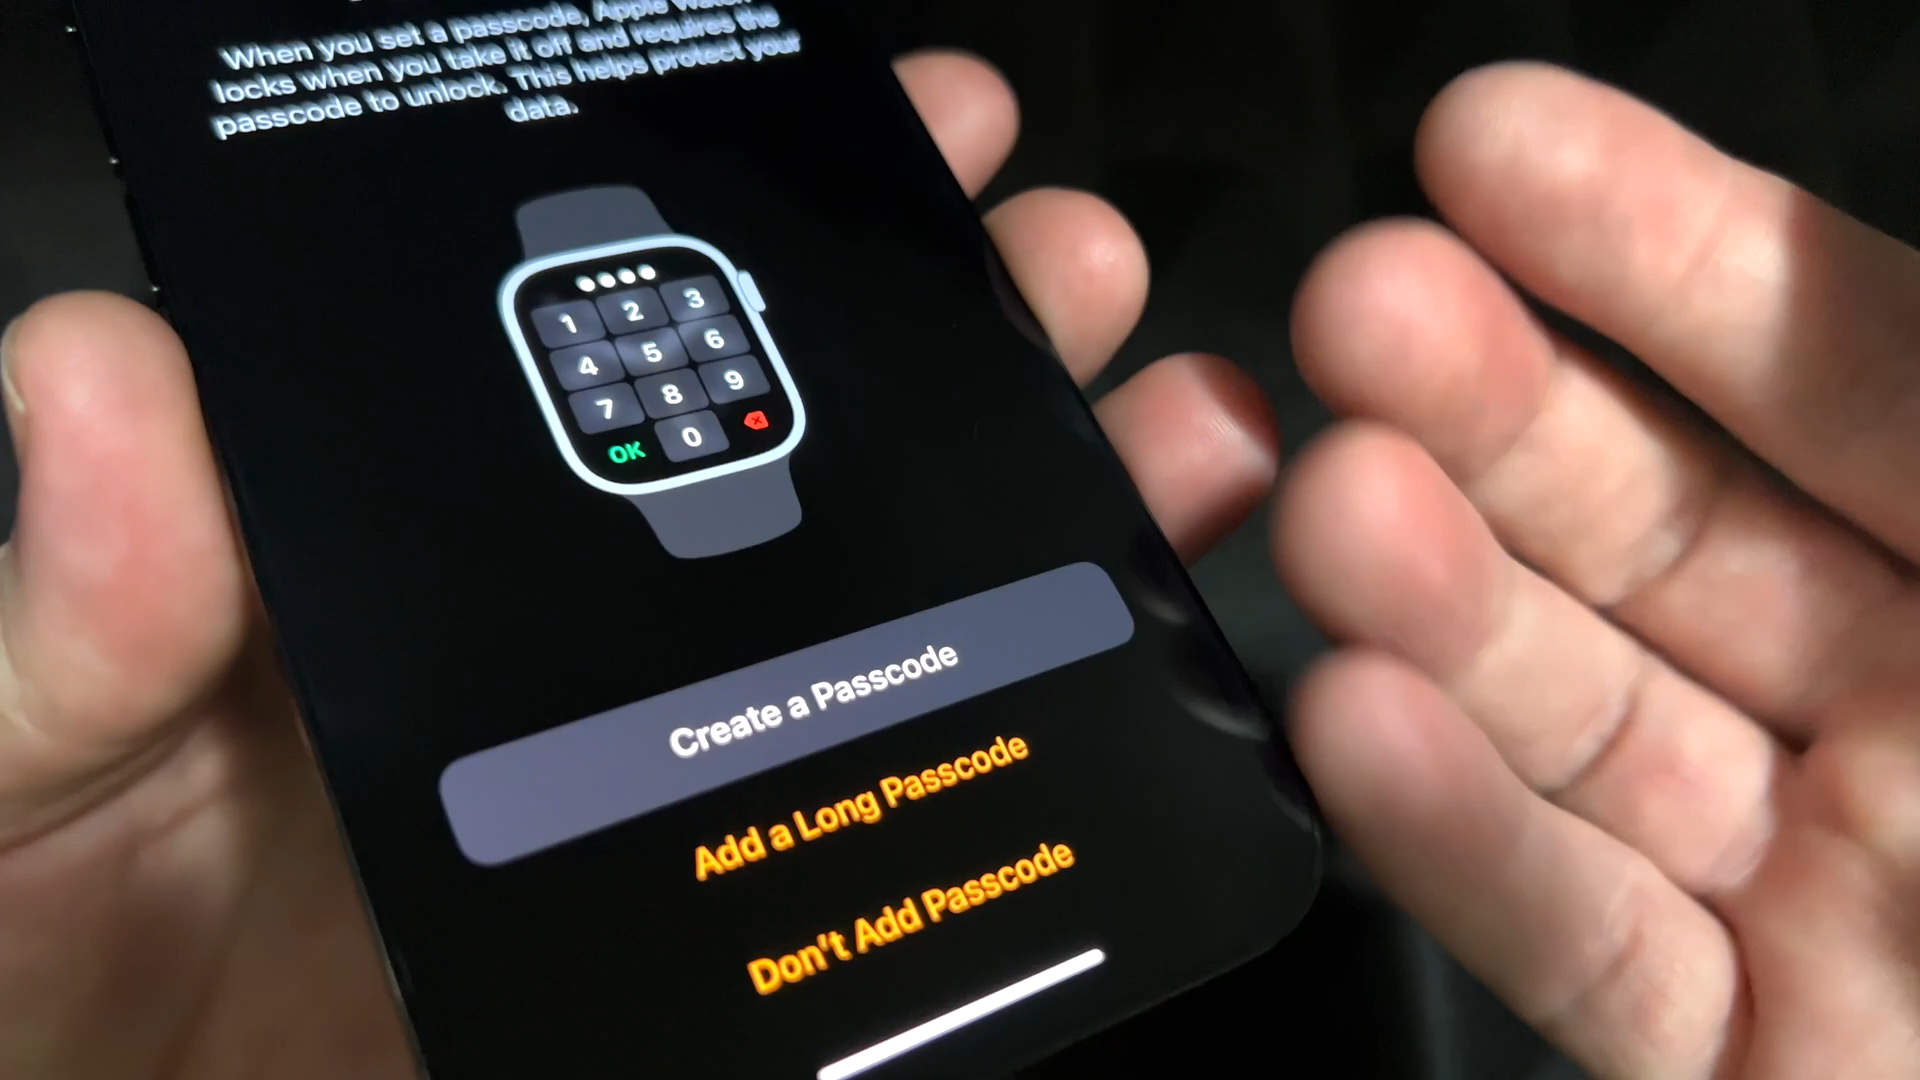 When you set a passcode, Apple Watch
locks when you take it off and requires the
passcode to unlock. This helps protect your
data.
1 2 3
4 5 6
7 8 9
OK 0
Create a Passcode
Add a Long Passcode
Don't Add Passcode